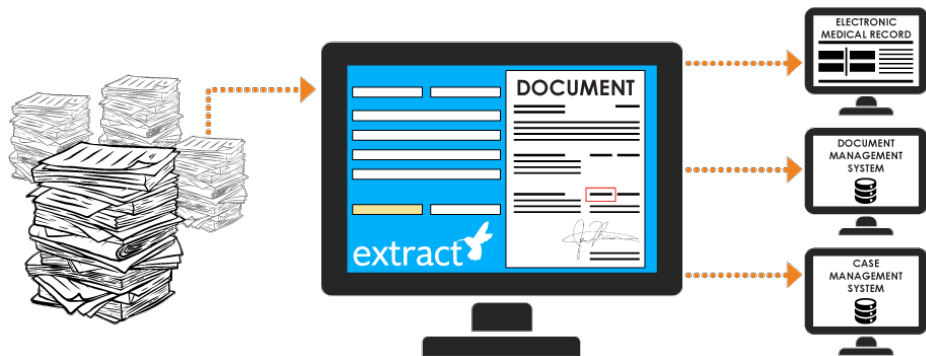 DOCUMENT
extract
ELECTRONIC
MEDICAL RECORD
DOCUMENT
MANAGEMENT
SYSTEM
CASE
MANAGEMENT
SYSTEM